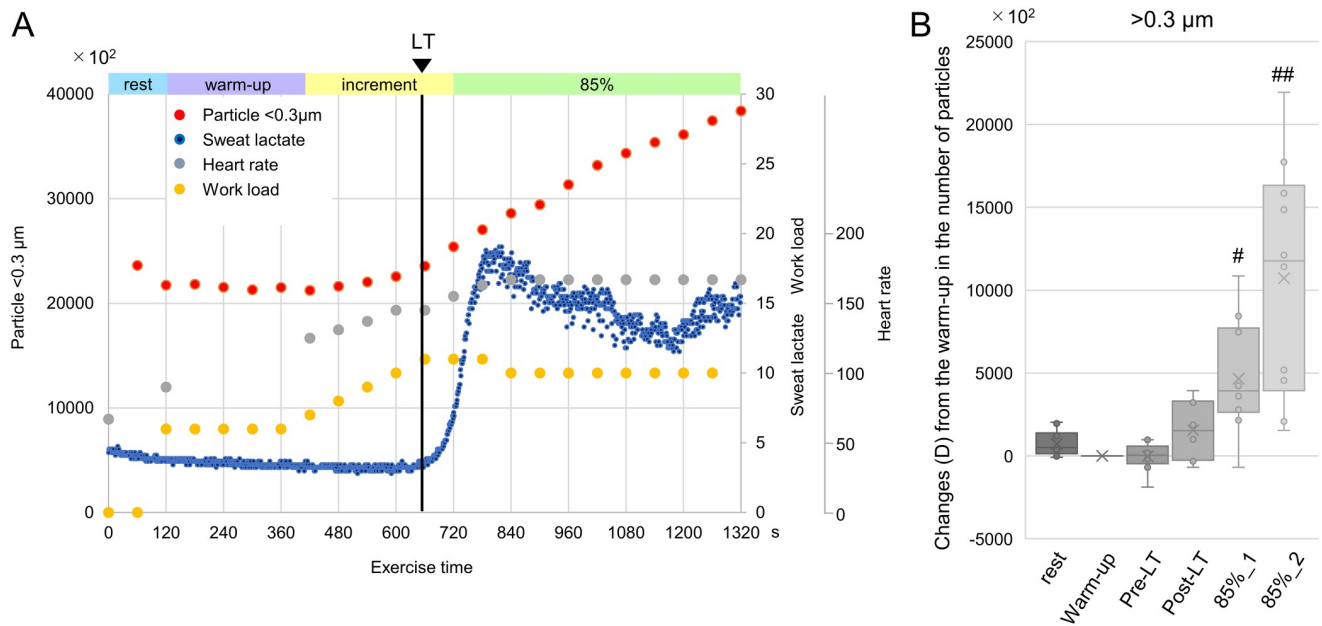 A
× 10²
LT
rest warm-up increment 85%
Particle <0.3μm
Sweat lactate
Heart rate
Work load
Particle <0.3 μm
40000
30000
20000
10000
0
0 120 240 360 480 600 720 840 960 1080 1200 1320 s
Exercise time
30
25
20
15
10
5
0
Sweat lactate Work load
200
150
100
50
0
Heart rate
B
× 10²
>0.3 μm
Changes (D) from the warm-up in the number of particles
25000
20000
15000
10000
5000
0
-5000
#
##
rest
Warm-up
Pre-LT
Post-LT
85%_1
85%_2